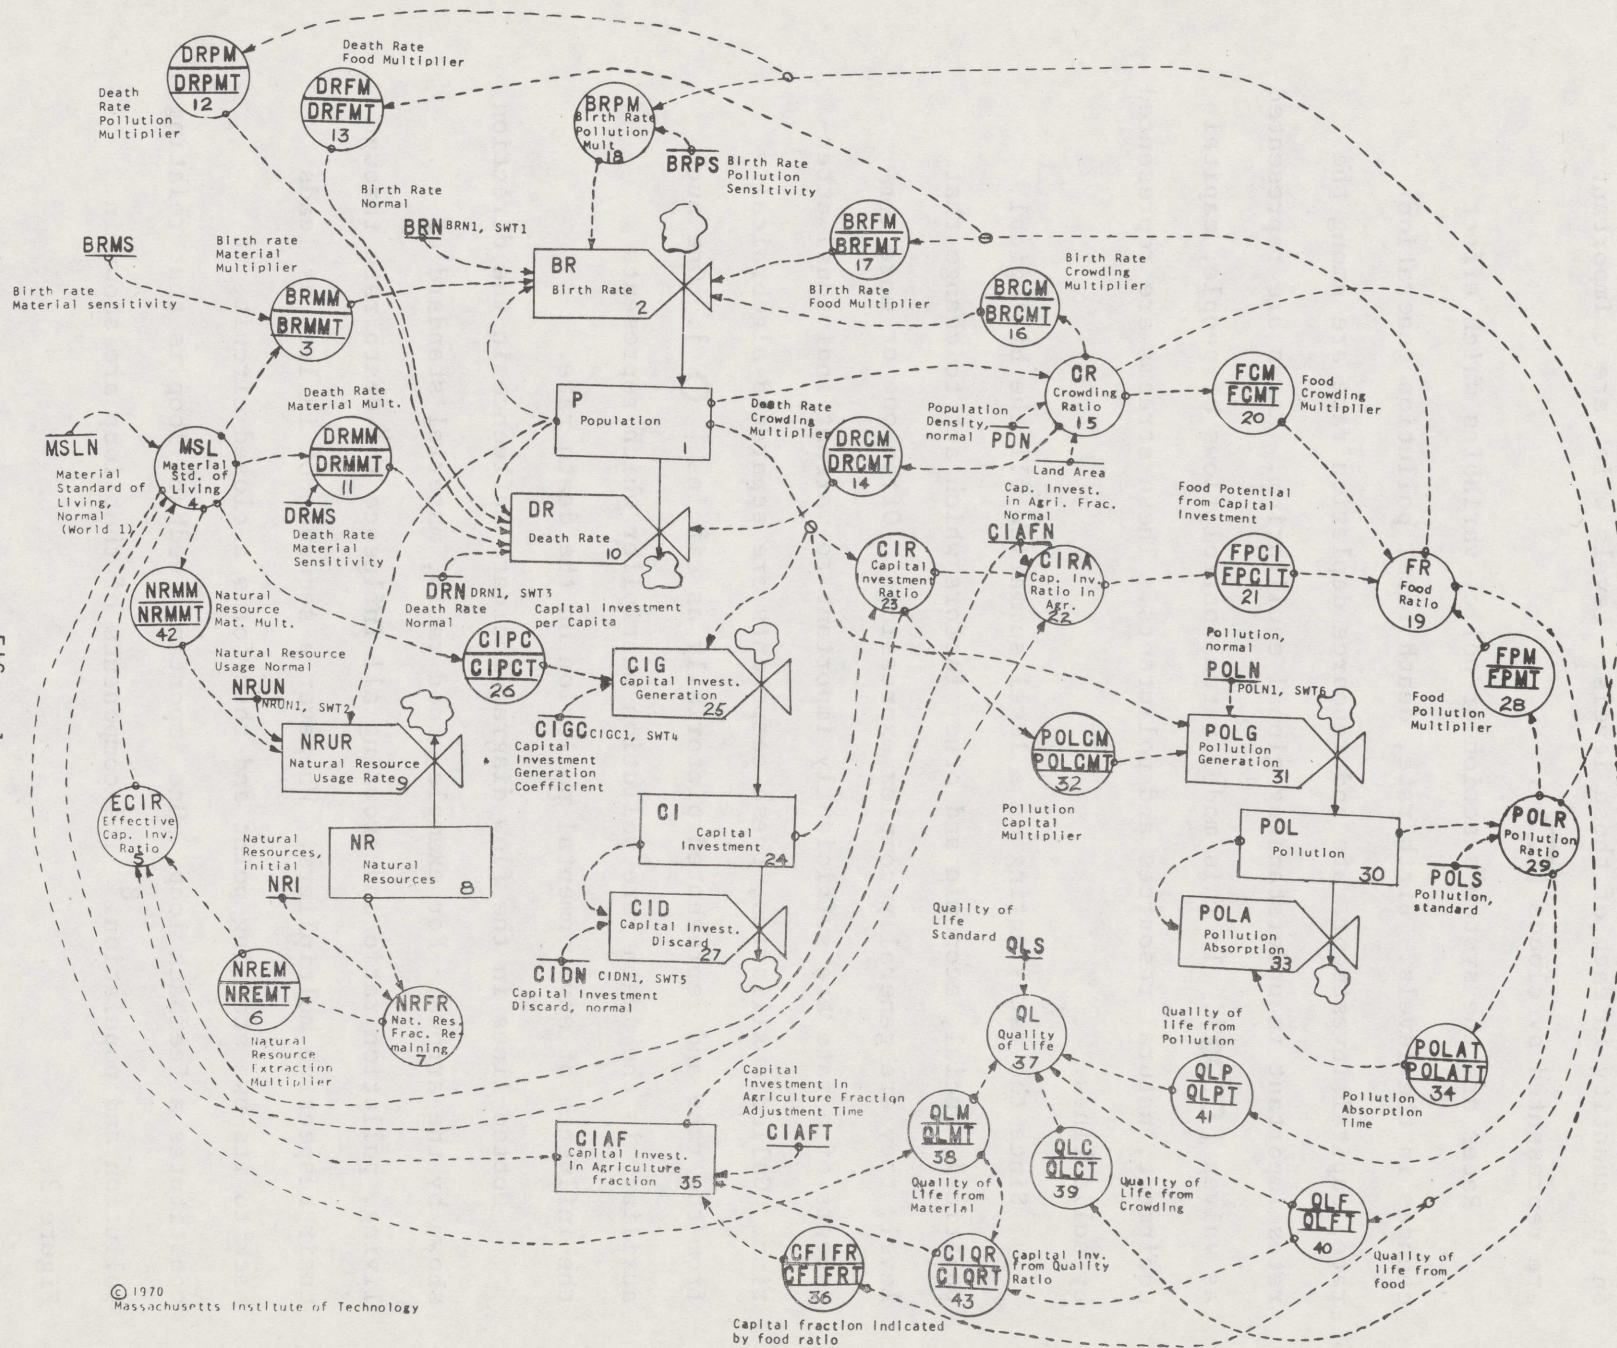 DRPM
DRPMT
12
Death
Rate
Pollution
Multiplier
Death Rate
Food Multiplier
DRFM
DRFMT
13
BRPM
Birth Rate
Pollution
Mult
18
BRPS
Birth Rate
Pollution
Sensitivity
Birth Rate
Normal
BRN BRN1, SWT1
BRMS
Birth rate
Material sensitivity
Birth rate
Material
Multiplier
BRMM
BRMMT
3
BR
Birth Rate
2
BRFM
BRFMT
17
Birth Rate
Food Multiplier
BRCM
BRCMT
16
Birth Rate
Crowding
Multiplier
P
Population
1
CR
Crowding
Ratio
15
FCM
FCMT
20
Food
Crowding
Multiplier
Population
Density,
normal
PDN
Land Area
MSLN
Material
Standard of
Living,
Normal
(World 1)
MSL
Material
Std. of
Living
4
Death Rate
Material Mult.
DRMM
DRMMT
11
DRMS
Death Rate
Material
Sensitivity
Death Rate
Crowding
Multiplier
DRCM
DRCMT
14
DR
Death Rate
10
DRN DRN1, SWT3
Death Rate
Normal
Cap. Invest.
in Agri. Frac.
Normal
CIAFN
CIR
Capital
Investment
Ratio
23
CIRA
Cap. Inv.
Ratio in
Agr.
22
Food Potential
from Capital
Investment
FPCI
FPCIT
21
FR
Food
Ratio
19
NRMM
NRMMT
42
Natural
Resource
Mat. Mult.
Natural Resource
Usage Normal
NRUN
NRUN1, SWT2
NRUR
Natural Resource
Usage Rate
9
Capital Investment
per Capita
CIPC
CIPCT
26
CIG
Capital Invest.
Generation
25
CIGC CIGC1, SWT4
Capital
Investment
Generation
Coefficient
Pollution,
normal
POLN
POLN1, SWT6
POLG
Pollution
Generation
31
POLCM
POLCMT
32
Pollution
Capital
Multiplier
FPM
FPMT
28
Food
Pollution
Multiplier
ECIR
Effective
Cap. Inv.
Ratio
5
NR
Natural
Resources
8
Natural
Resources,
initial
NRI
CI
Capital
Investment
24
POL
Pollution
30
POLR
Pollution
Ratio
29
POLS
Pollution,
standard
CID
Capital Invest.
Discard
27
CIDN CIDN1, SWT5
Capital Investment
Discard, normal
Quality of
Life
Standard
QLS
POLA
Pollution
Absorption
33
NREM
NREMT
6
Natural
Resource
Extraction
Multiplier
NRFR
Nat. Res.
Frac. Re-
maining
7
QL
Quality
of Life
37
Quality of
life from
Pollution
QLP
QLPT
41
POLAT
POLATT
34
Pollution
Absorption
Time
Capital
Investment In
Agriculture Fraction
Adjustment Time
CIAFT
CIAF
Capital Invest.
In Agriculture
fraction
35
QLM
QLMT
38
Quality of
Life from
Material
QLC
QLCT
39
Quality of
Life from
Crowding
QLF
QLFT
40
Quality of
life from
food
CFIFR
CFIFRT
36
Capital fraction indicated
by food ratio
CIQR
CIQRT
43
Capital Inv.
from Quality
Ratio
© 1970
Massachusetts Institute of Technology